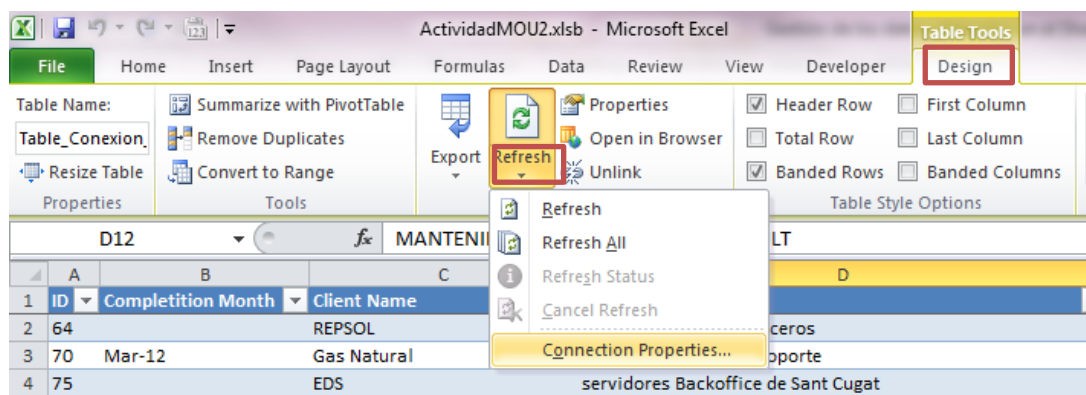 ActividadMOU2.xlsb - Microsoft Excel
Table Tools
File Home Insert Page Layout Formulas Data Review View Developer Design
Table Name:
Table_Conexion_
Resize Table
Properties
Summarize with PivotTable
Remove Duplicates
Convert to Range
Tools
Export
Refresh
Properties
Open in Browser
Unlink
Header Row
Total Row
Banded Rows
First Column
Last Column
Banded Columns
Table Style Options
Refresh
Refresh All
Refresh Status
Cancel Refresh
Connection Properties...
D12 fx LT
A B C D
1 ID Completition Month Client Name
2 64 REPSOL ceros
3 70 Mar-12 Gas Natural oporte
4 75 EDS servidores Backoffice de Sant Cugat